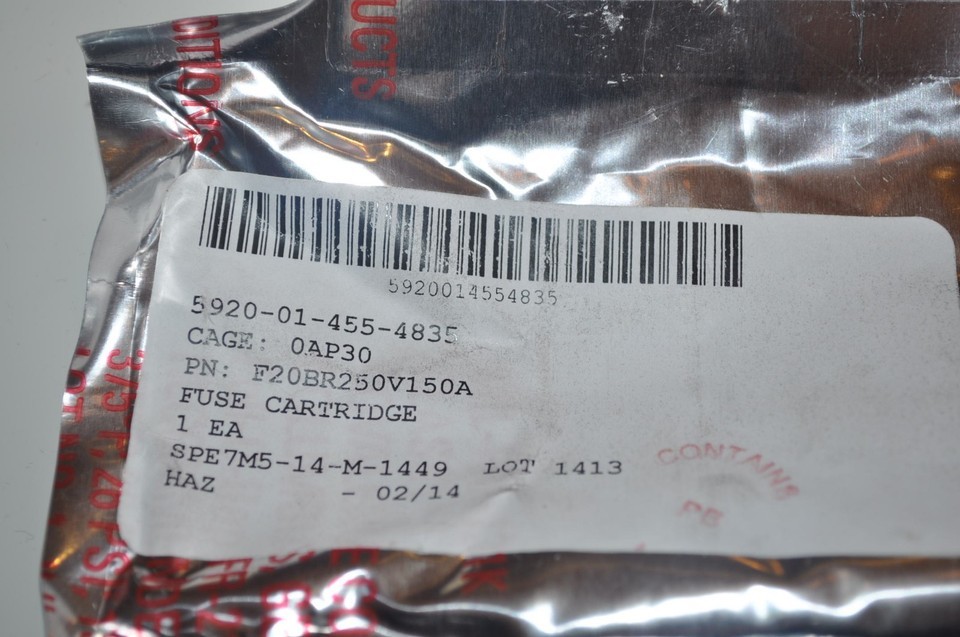 UCTS
5920014554835
5920-01-455-4835
CAGE: 0AP30
PN: F20BR250V150A
FUSE CARTRIDGE
1 EA
SPE7M5-14-M-1449 LOT 1413
HAZ - 02/14
CONTAINS